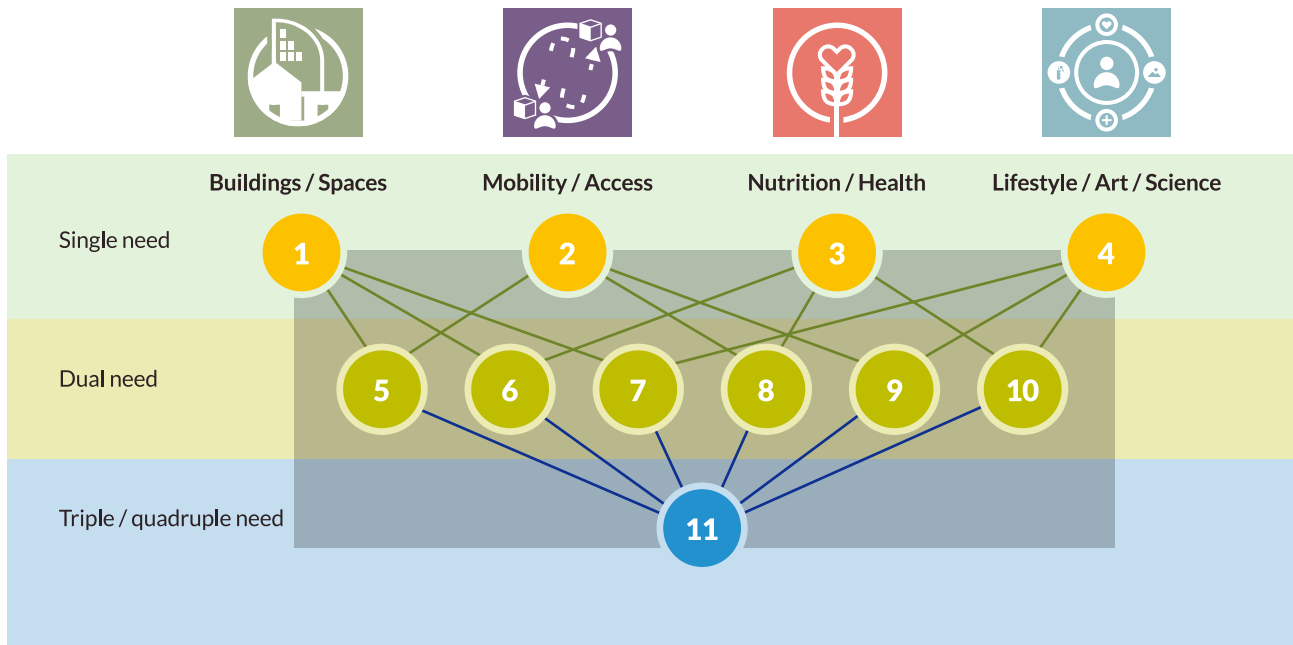 Buildings / Spaces
Mobility / Access
Nutrition / Health
Lifestyle / Art / Science
Single need
1
2
3
4
Dual need
5
6
7
8
9
10
Triple / quadruple need
11